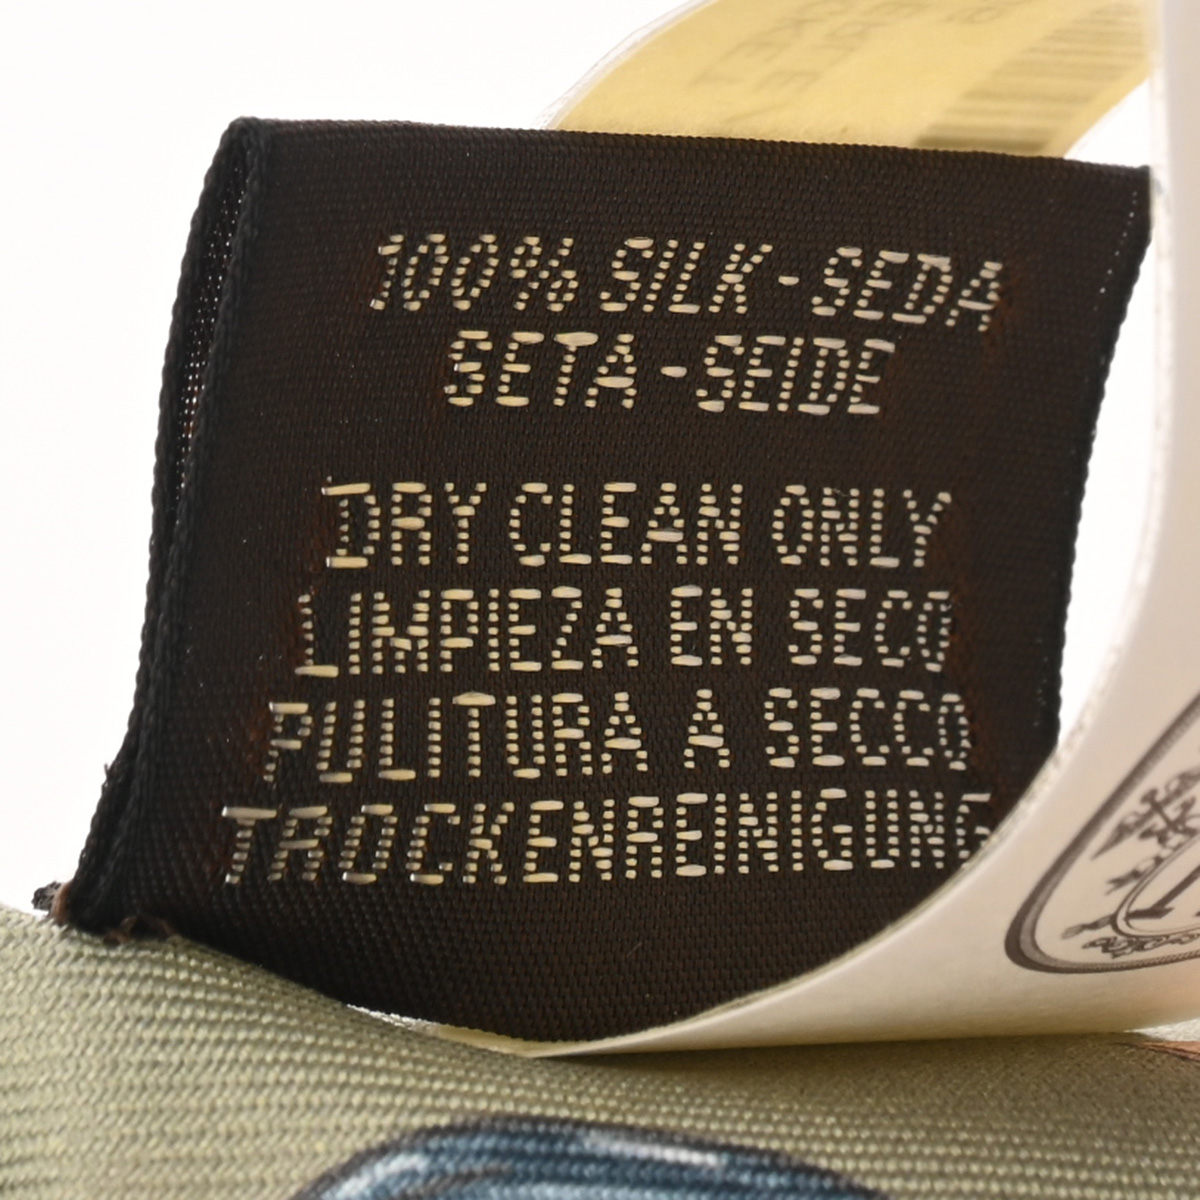 100% SILK - SEDA
SETA - SEIDE
DRY CLEAN ONLY
LIMPIEZA EN SECO
PULITURA A SECCO
TROCKENREINIGUNG